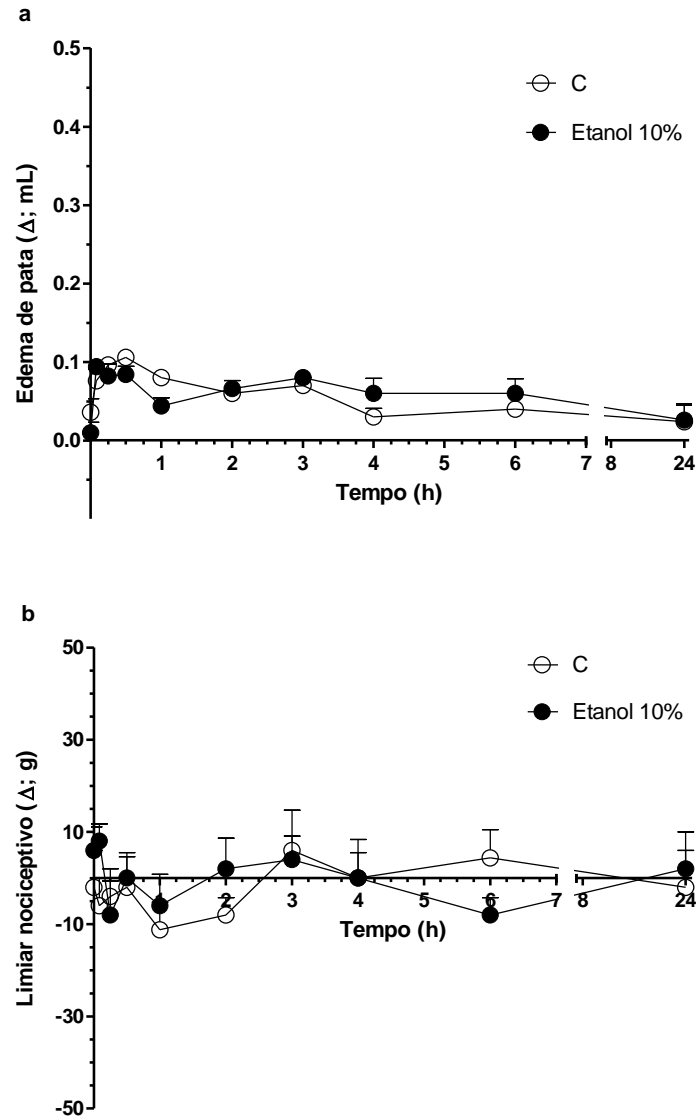 a
Edema de pata (Δ; mL)
0.5
0.4
0.3
0.2
0.1
0.0
C
Etanol 10%
1 2 3 4 5 6 7 8 24
Tempo (h)
b
Limiar nociceptivo (Δ; g)
50
30
10
-10
-30
-50
C
Etanol 10%
1 2 3 4 5 6 7 8 24
Tempo (h)